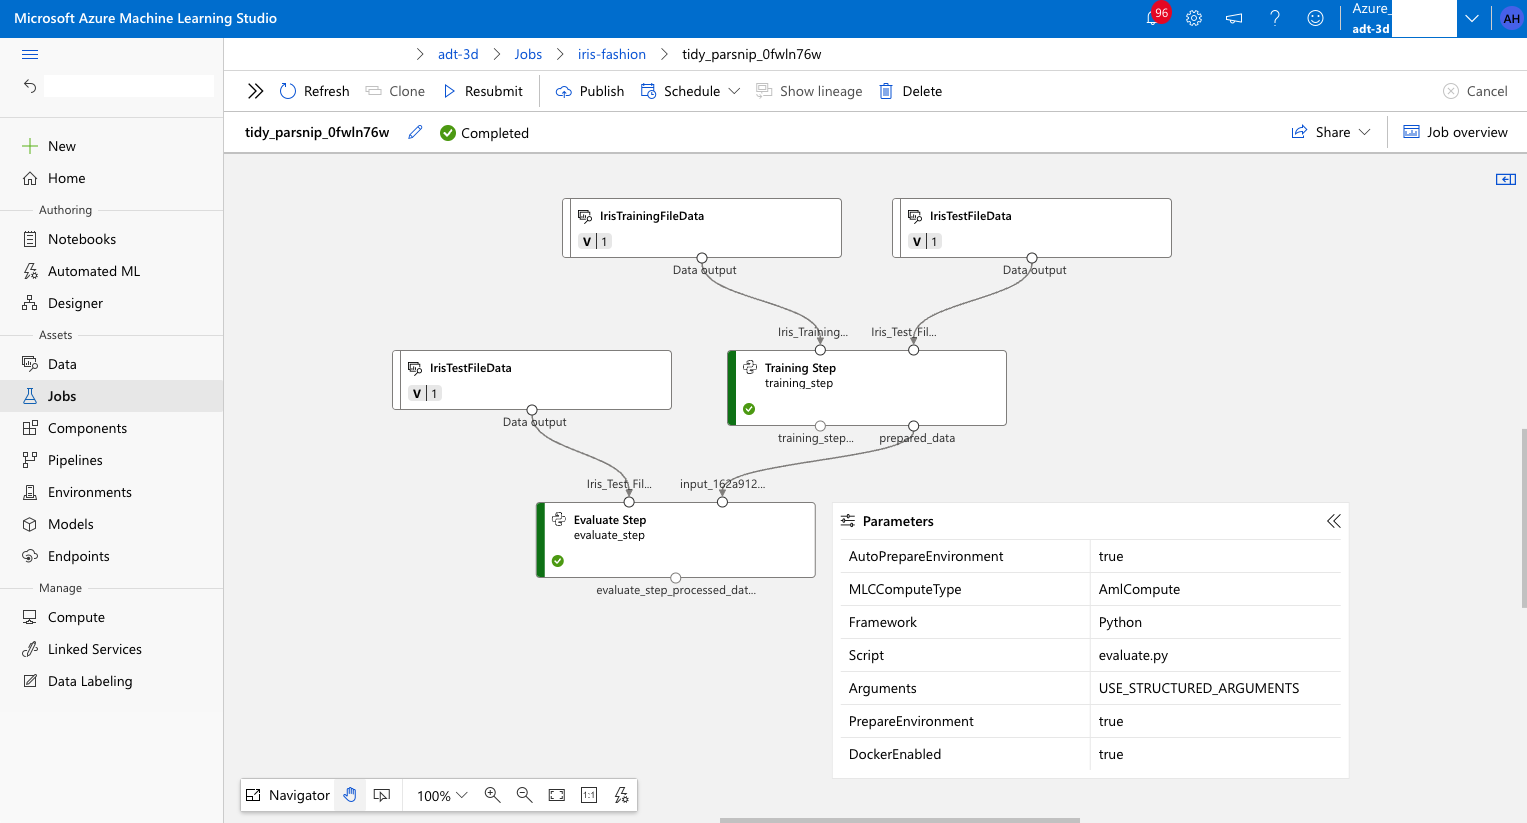 Microsoft Azure Machine Learning Studio
96
Azure_
adt-3d
AH
adt-3d
Jobs
iris-fashion
tidy_parsnip_0fwln76w
Refresh
Clone
Resubmit
Publish
Schedule
Show lineage
Delete
Cancel
tidy_parsnip_0fwln76w
Completed
Share
Job overview
New
Home
Authoring
Notebooks
Automated ML
Designer
Assets
Data
Jobs
Components
Pipelines
Environments
Models
Endpoints
Manage
Compute
Linked Services
Data Labeling
IrisTrainingFileData
V 1
Data output
IrisTestFileData
V 1
Data output
Iris_Training...
Iris_Test_Fil...
IrisTestFileData
V 1
Data output
Training Step
training_step
training_step...
prepared_data
Iris_Test_Fil...
input_162a912...
Evaluate Step
evaluate_step
evaluate_step_processed_dat...
Parameters
AutoPrepareEnvironment true
MLCComputeType AmlCompute
Framework Python
Script evaluate.py
Arguments USE_STRUCTURED_ARGUMENTS
PrepareEnvironment true
DockerEnabled true
Navigator
100%
1:1